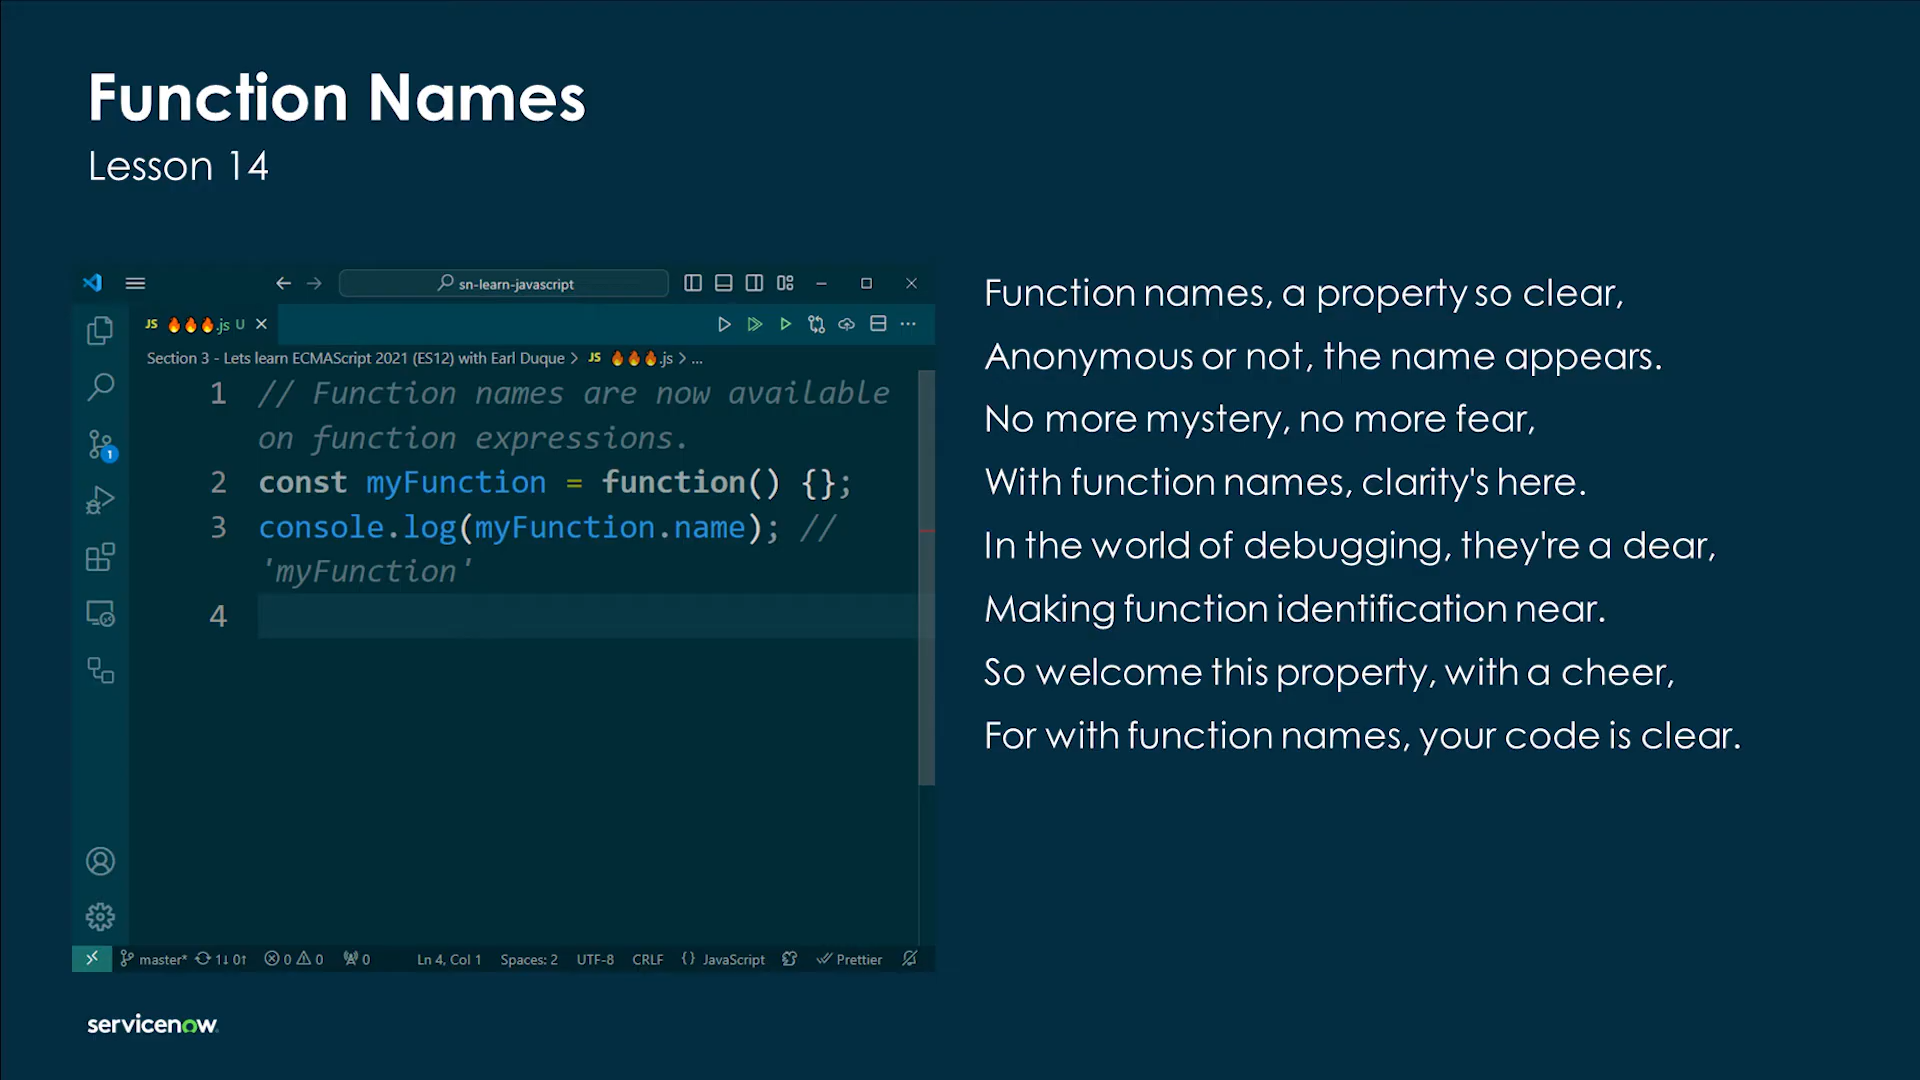 Function Names
Lesson 14
sn-learn-javascript
JS 🔥🔥🔥.js U
Section 3 - Lets learn ECMAScript 2021 (ES12) with Earl Duque > JS 🔥🔥🔥.js > ...
1 // Function names are now available
on function expressions.
2 const myFunction = function() {};
3 console.log(myFunction.name); //
'myFunction'
4
1
master* 1↓ 0↑ 0 0 0 Ln 4, Col 1 Spaces: 2 UTF-8 CRLF {} JavaScript Prettier
Function names, a property so clear,
Anonymous or not, the name appears.
No more mystery, no more fear,
With function names, clarity's here.
In the world of debugging, they're a dear,
Making function identification near.
So welcome this property, with a cheer,
For with function names, your code is clear.
servicenow